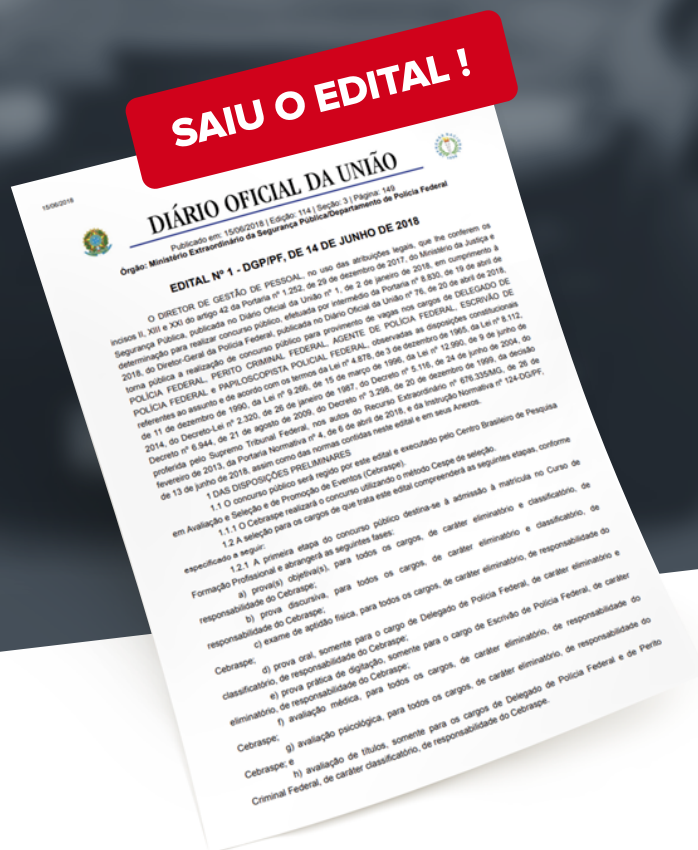 SAIU O EDITAL !
15/06/2018
DIÁRIO OFICIAL DA UNIÃO
Publicado em: 15/06/2018 | Edição: 114 | Seção: 3 | Página: 149
Órgão: Ministério Extraordinário da Segurança Pública/Departamento de Polícia Federal
EDITAL Nº 1 - DGP/PF, DE 14 DE JUNHO DE 2018
O DIRETOR DE GESTÃO DE PESSOAL, no uso das atribuições legais, que lhe conferem os
incisos II, XIII e XXI do artigo 42 da Portaria nº 1.252, de 29 de dezembro de 2017, do Ministério da Justiça e
Segurança Pública, publicada no Diário Oficial da União nº 1, de 2 de janeiro de 2018, em cumprimento à
determinação para realizar concurso público, efetuada por intermédio da Portaria nº 8.830, de 19 de abril de
2018, do Diretor-Geral da Polícia Federal, publicada no Diário Oficial da União nº 76, de 20 de abril de 2018,
torna pública a realização de concurso público para provimento de vagas nos cargos de DELEGADO DE
POLÍCIA FEDERAL, PERITO CRIMINAL FEDERAL, AGENTE DE POLÍCIA FEDERAL, ESCRIVÃO DE
POLÍCIA FEDERAL e PAPILOSCOPISTA POLICIAL FEDERAL, observadas as disposições constitucionais
referentes ao assunto e de acordo com os termos da Lei nº 4.878, de 3 de dezembro de 1965, da Lei nº 8.112,
de 11 de dezembro de 1990, da Lei nº 9.266, de 15 de março de 1996, da Lei nº 12.990, de 9 de junho de
2014, do Decreto-Lei nº 2.320, de 26 de janeiro de 1987, do Decreto nº 5.116, de 24 de junho de 2004, do
Decreto nº 6.944, de 21 de agosto de 2009, do Decreto nº 3.298, de 20 de dezembro de 1999, da decisão
proferida pelo Supremo Tribunal Federal, nos autos do Recurso Extraordinário nº 676.335/MG, de 26 de
fevereiro de 2013, da Portaria Normativa nº 4, de 6 de abril de 2018, e da Instrução Normativa nº 124-DG/PF,
de 13 de junho de 2018, assim como das normas contidas neste edital e em seus Anexos.
1 DAS DISPOSIÇÕES PRELIMINARES
1.1 O concurso público será regido por este edital e executado pelo Centro Brasileiro de Pesquisa
em Avaliação e Seleção e de Promoção de Eventos (Cebraspe).
1.1.1 O Cebraspe realizará o concurso utilizando o método Cespe de seleção.
1.2 A seleção para os cargos de que trata este edital compreenderá as seguintes etapas, conforme
especificado a seguir:
1.2.1 A primeira etapa do concurso público destina-se à admissão à matrícula no Curso de
Formação Profissional e abrangerá as seguintes fases:
a) prova(s) objetiva(s), para todos os cargos, de caráter eliminatório e classificatório, de
responsabilidade do Cebraspe;
b) prova discursiva, para todos os cargos, de caráter eliminatório e classificatório, de
responsabilidade do Cebraspe;
c) exame de aptidão física, para todos os cargos, de caráter eliminatório, de responsabilidade do
Cebraspe;
d) prova oral, somente para o cargo de Delegado de Polícia Federal, de caráter eliminatório e
classificatório, de responsabilidade do Cebraspe;
e) prova prática de digitação, somente para o cargo de Escrivão de Polícia Federal, de caráter
eliminatório, de responsabilidade do Cebraspe;
f) avaliação médica, para todos os cargos, de caráter eliminatório, de responsabilidade do
Cebraspe;
g) avaliação psicológica, para todos os cargos, de caráter eliminatório, de responsabilidade do
Cebraspe; e
h) avaliação de títulos, somente para os cargos de Delegado de Polícia Federal e de Perito
Criminal Federal, de caráter classificatório, de responsabilidade do Cebraspe.